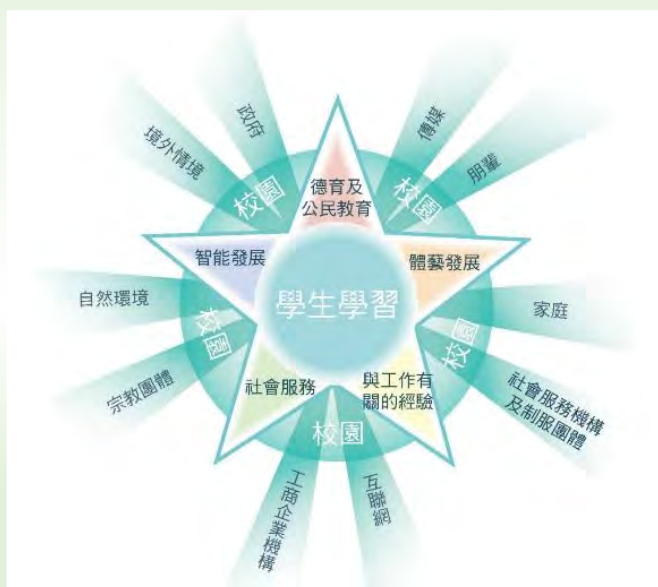 政府
境外情境
傳媒
朋輩
校園
校園
德育及
公民教育
智能發展
體藝發展
學生學習
自然環境
家庭
校園
校園
宗教團體
社會服務
與工作有
關的經驗
社會服務機構
及制服團體
校園
工商企業機構
互聯網